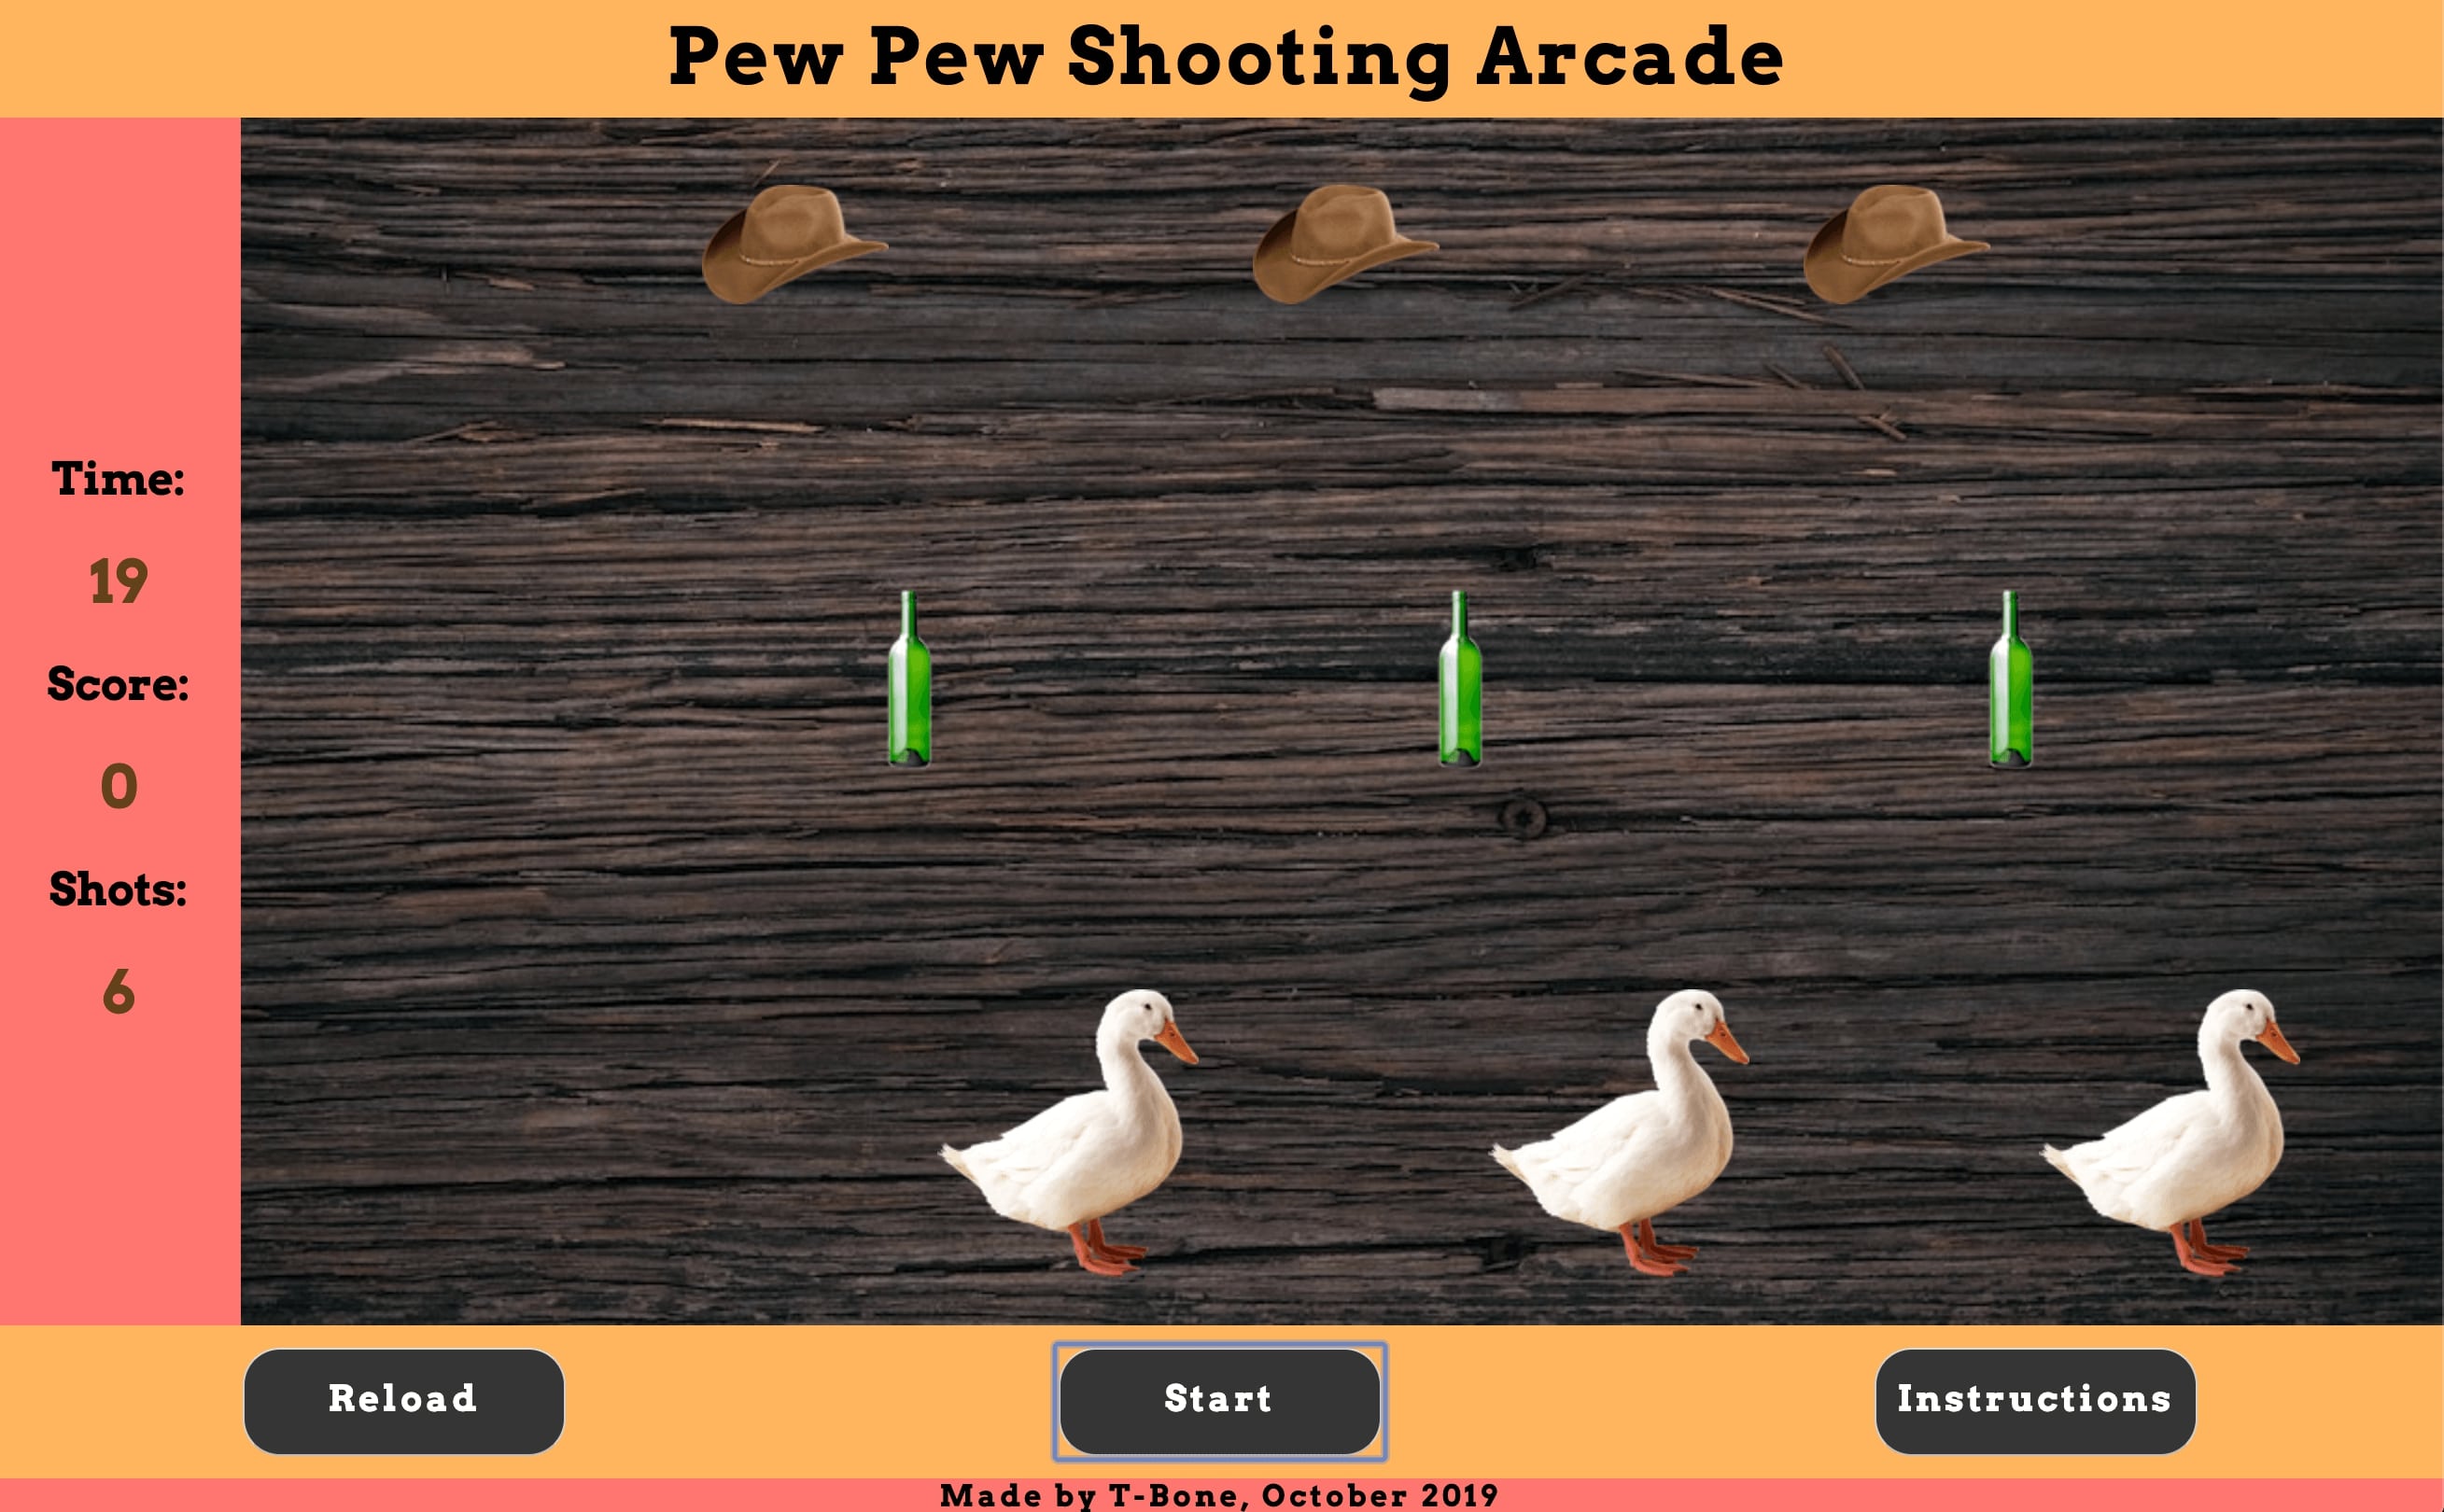 Pew Pew Shooting Arcade
Time:
19
Score:
0
Shots:
6
Reload
Start
Instructions
Made by T-Bone, October 2019